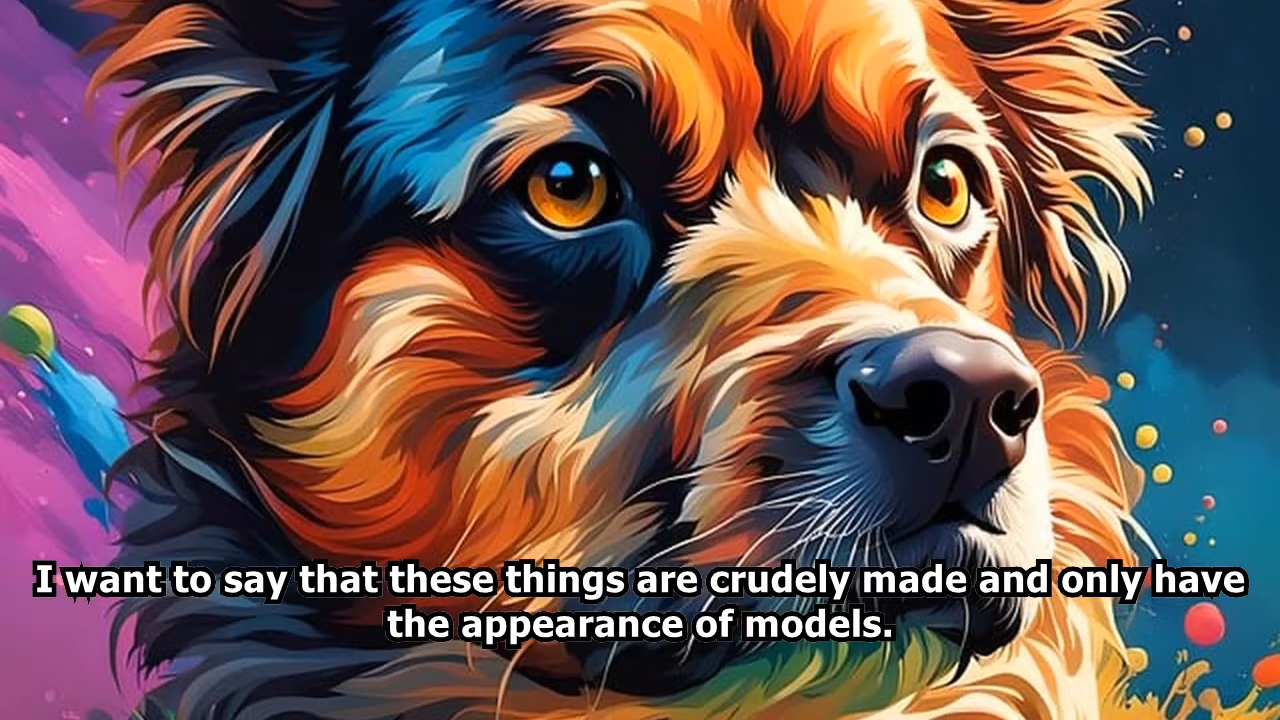 I want to say that these things are crudely made and only have
the appearance of models.